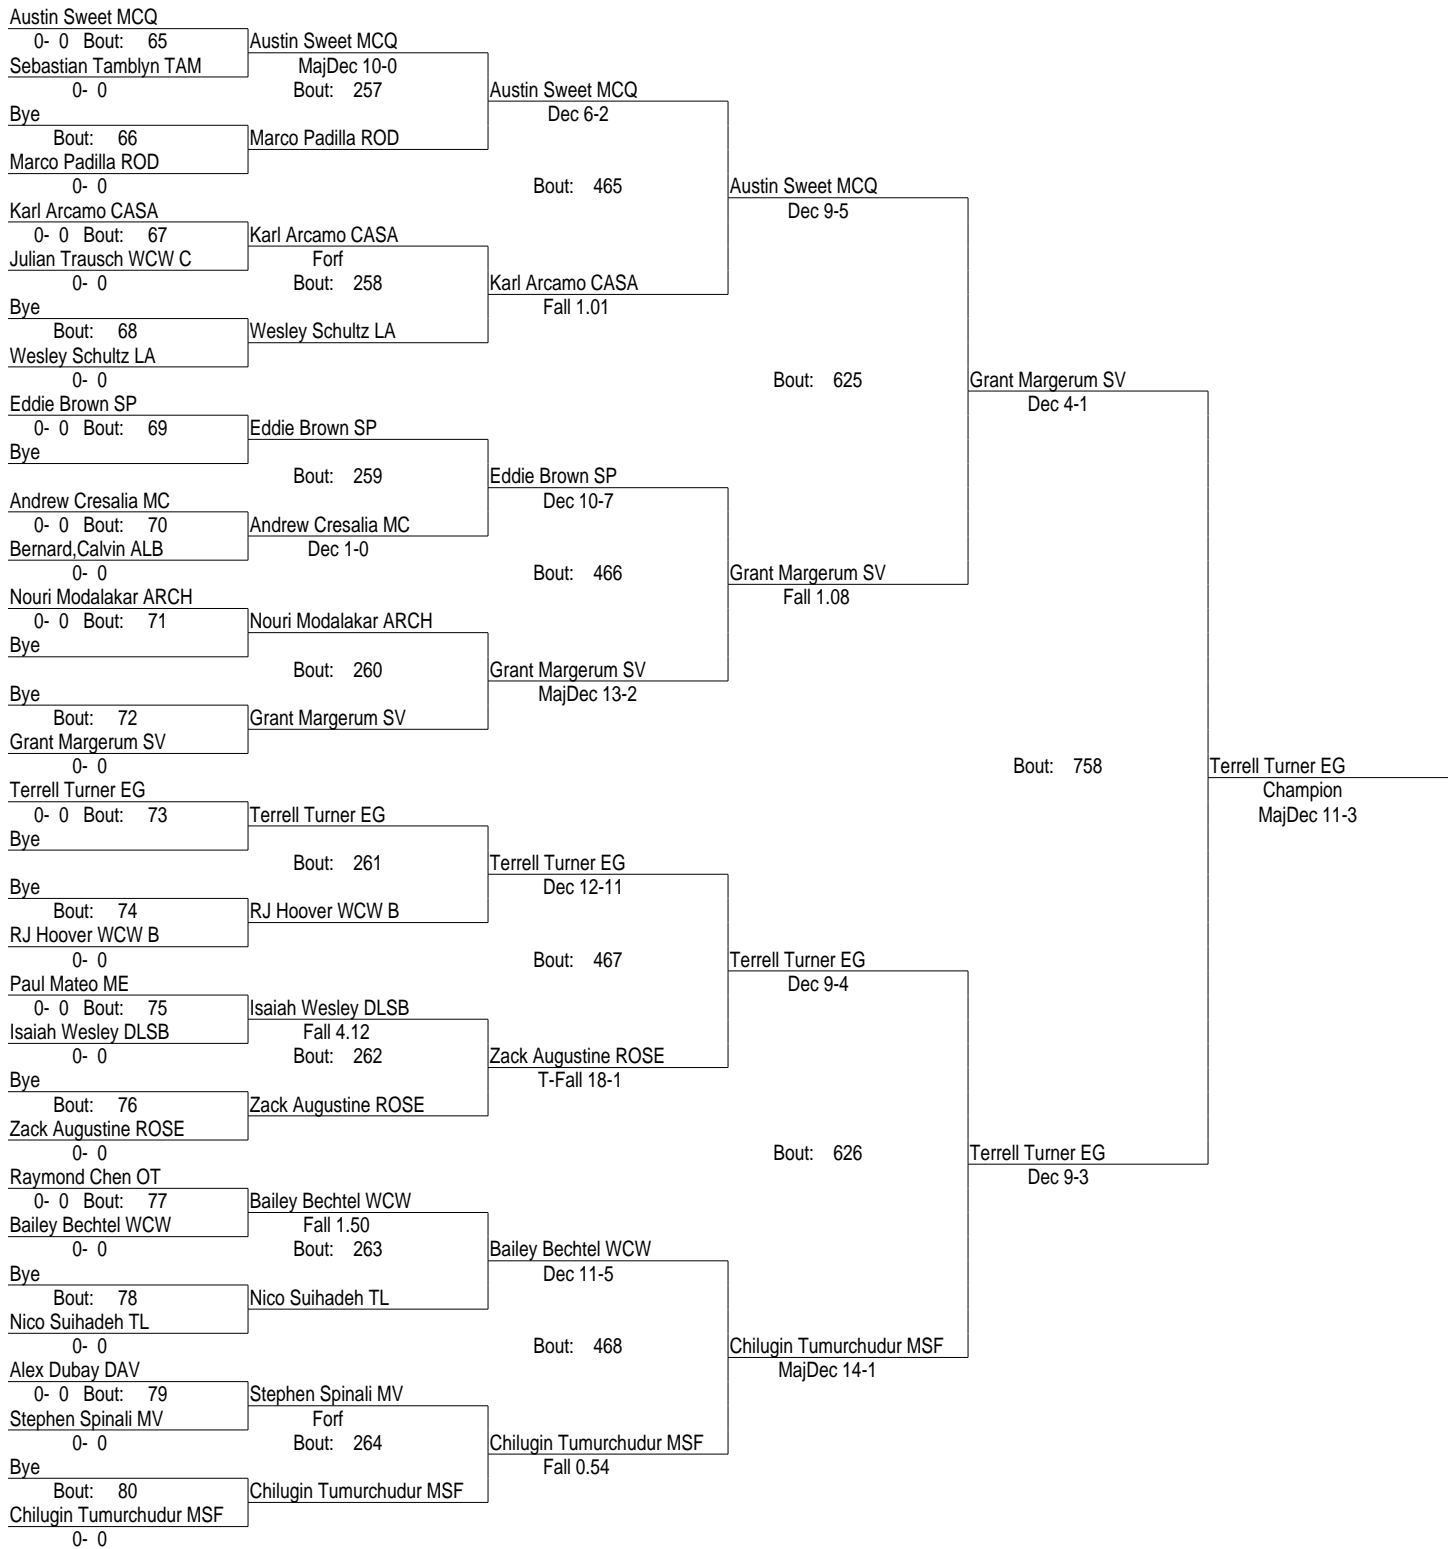 Austin Sweet MCQ
0- 0 Bout: 65 Austin Sweet MCQ
Sebastian Tamblyn TAM MajDec 10-0
0- 0 Bout: 257 Austin Sweet MCQ
Bye Dec 6-2
Bout: 66 Marco Padilla ROD
Marco Padilla ROD
0- 0 Bout: 465 Austin Sweet MCQ
Karl Arcamo CASA Dec 9-5
0- 0 Bout: 67 Karl Arcamo CASA
Julian Trausch WCW C Forf
0- 0 Bout: 258 Karl Arcamo CASA
Bye Fall 1.01
Bout: 68 Wesley Schultz LA
Wesley Schultz LA
0- 0 Bout: 625 Grant Margerum SV
Eddie Brown SP Dec 4-1
0- 0 Bout: 69 Eddie Brown SP
Bye
Bout: 259 Eddie Brown SP
Andrew Cresalia MC Dec 10-7
0- 0 Bout: 70 Andrew Cresalia MC
Bernard,Calvin ALB Dec 1-0
0- 0 Bout: 466 Grant Margerum SV
Nouri Modalakar ARCH Fall 1.08
0- 0 Bout: 71 Nouri Modalakar ARCH
Bye
Bout: 260 Grant Margerum SV
Bye MajDec 13-2
Bout: 72 Grant Margerum SV
Grant Margerum SV
0- 0 Bout: 758 Terrell Turner EG
Terrell Turner EG Champion
0- 0 Bout: 73 Terrell Turner EG MajDec 11-3
Bye
Bout: 261 Terrell Turner EG
Bye Dec 12-11
Bout: 74 RJ Hoover WCW B
RJ Hoover WCW B
0- 0 Bout: 467 Terrell Turner EG
Paul Mateo ME Dec 9-4
0- 0 Bout: 75 Isaiah Wesley DLSB
Isaiah Wesley DLSB Fall 4.12
0- 0 Bout: 262 Zack Augustine ROSE
Bye T-Fall 18-1
Bout: 76 Zack Augustine ROSE
Zack Augustine ROSE
0- 0 Bout: 626 Terrell Turner EG
Raymond Chen OT Dec 9-3
0- 0 Bout: 77 Bailey Bechtel WCW
Bailey Bechtel WCW Fall 1.50
0- 0 Bout: 263 Bailey Bechtel WCW
Bye Dec 11-5
Bout: 78 Nico Suihadeh TL
Nico Suihadeh TL
0- 0 Bout: 468 Chilugin Tumurchudur MSF
Alex Dubay DAV MajDec 14-1
0- 0 Bout: 79 Stephen Spinali MV
Stephen Spinali MV Forf
0- 0 Bout: 264 Chilugin Tumurchudur MSF
Bye Fall 0.54
Bout: 80 Chilugin Tumurchudur MSF
Chilugin Tumurchudur MSF
0- 0